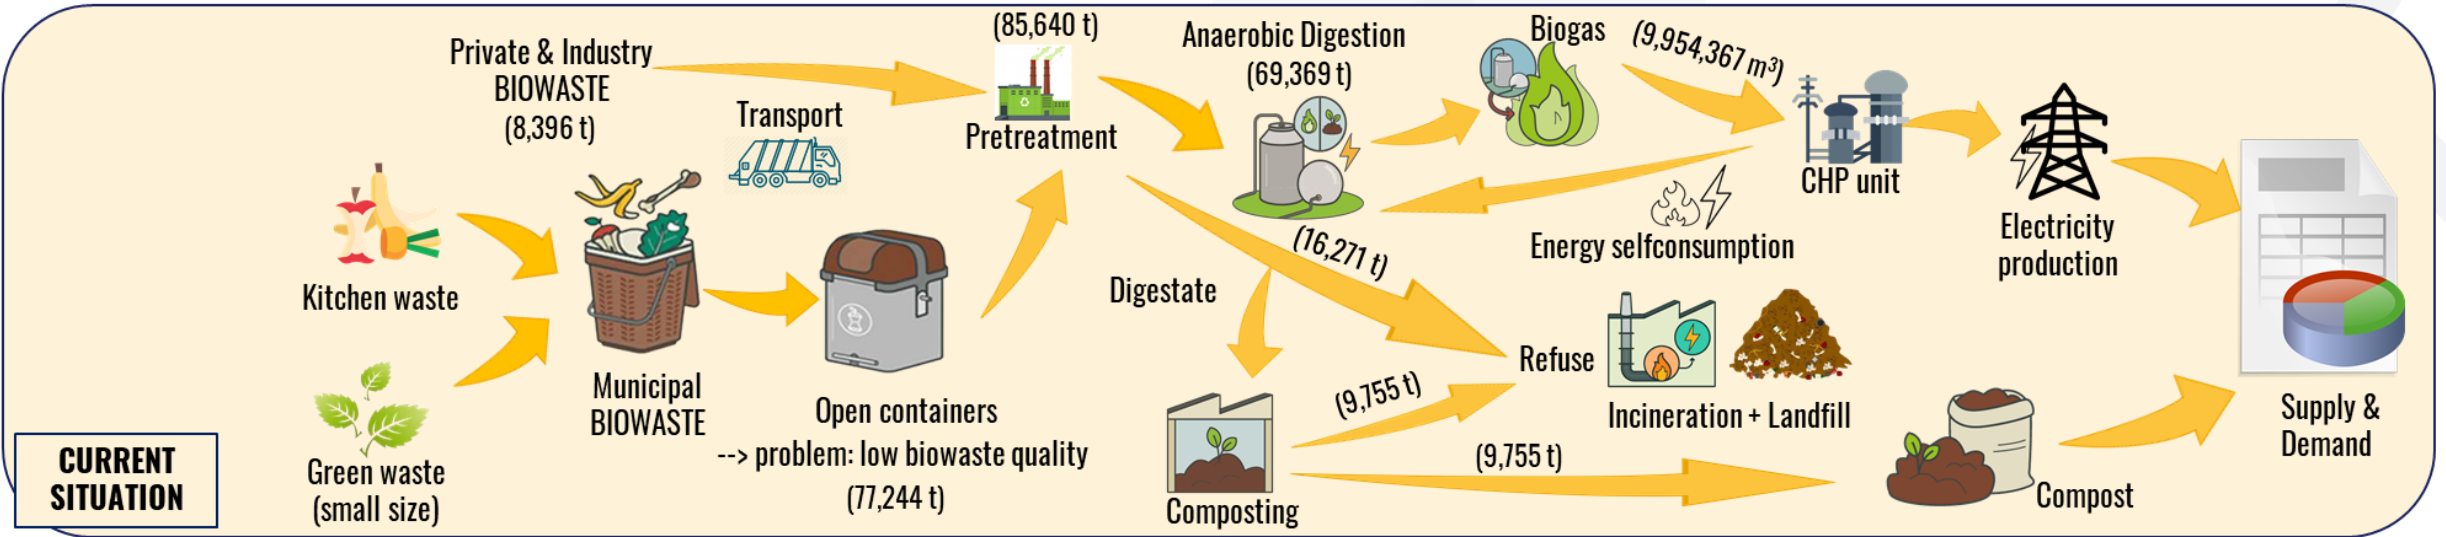 Private & Industry
BIOWASTE
(8,396 t)
Transport
(85,640 t)
Pretreatment
Anaerobic Digestion
(69,369 t)
Biogas
(9,954,367 m³)
CHP unit
Energy selfconsumption
Electricity
production
Kitchen waste
Green waste
(small size)
Municipal
BIOWASTE
Open containers
--> problem: low biowaste quality
(77,244 t)
Digestate
(16,271 t)
Refuse
Incineration + Landfill
Composting
(9,755 t)
(9,755 t)
Compost
Supply &
Demand
CURRENT
SITUATION